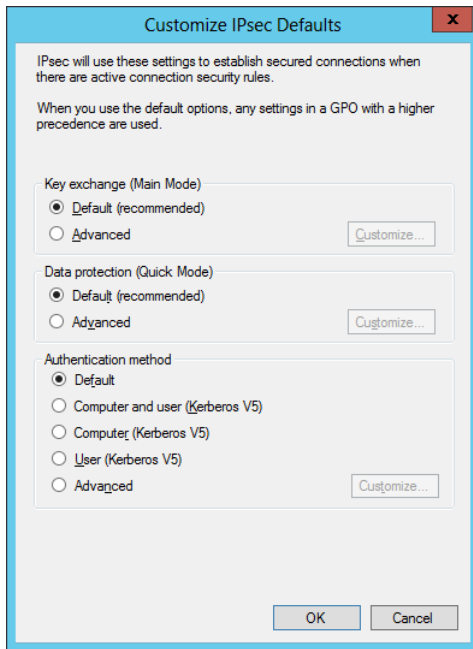 Customize IPsec Defaults
x
IPsec will use these settings to establish secured connections when
there are active connection security rules.
When you use the default options, any settings in a GPO with a higher
precedence are used.
Key exchange (Main Mode)
Default (recommended)
Advanced
Customize...
Data protection (Quick Mode)
Default (recommended)
Advanced
Customize...
Authentication method
Default
Computer and user (Kerberos V5)
Computer (Kerberos V5)
User (Kerberos V5)
Advanced
Customize...
OK
Cancel